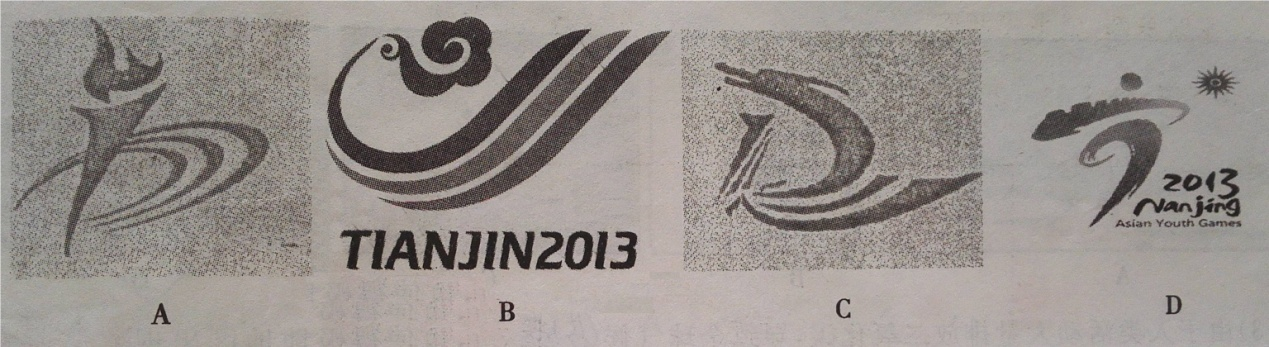 TIANJIN2013
2013
Nanjing
Asian Youth Games
A
B
C
D